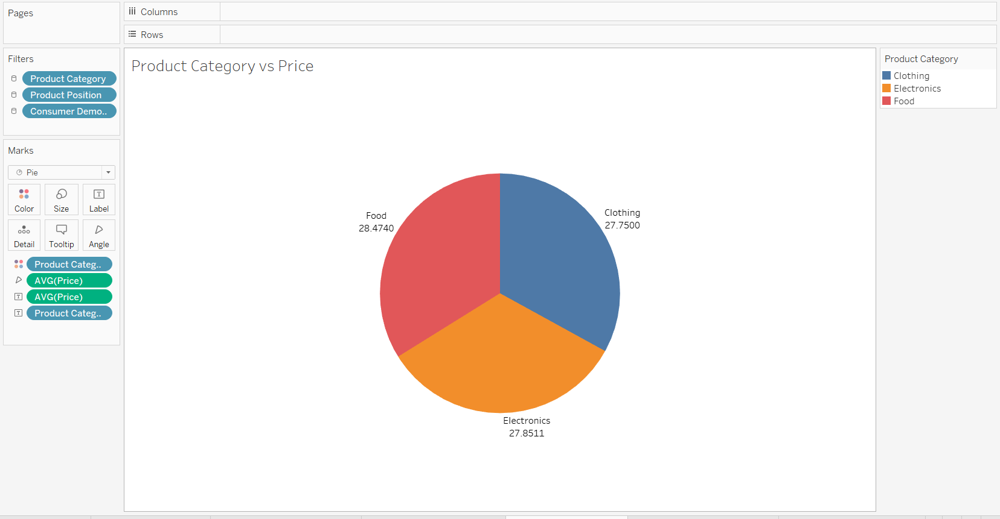 Pages
Columns
Rows
Filters
Product Category
Product Position
Consumer Demo..
Marks
Pie
Color
Size
T
Label
Detail
Tooltip
Angle
Product Categ..
AVG(Price)
T
AVG(Price)
T
Product Categ..
Product Category vs Price
Food
28.4740
Clothing
27.7500
Electronics
27.8511
Product Category
Clothing
Electronics
Food